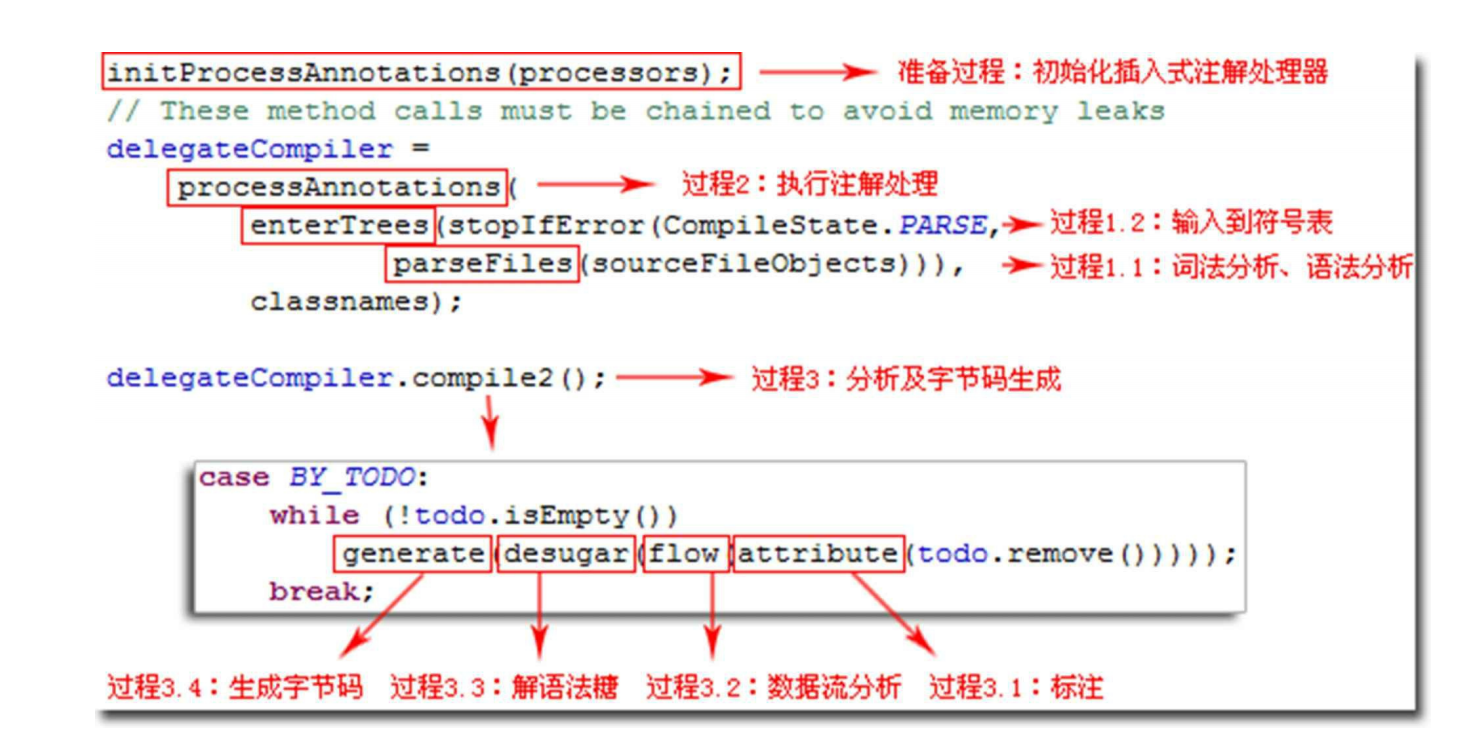 initProcessAnnotations(processors); 准备过程：初始化插入式注解处理器
// These method calls must be chained to avoid memory leaks
delegateCompiler =
processAnnotations( 过程2：执行注解处理
enterTrees(stopIfError(CompileState.PARSE, 过程1.2：输入到符号表
parseFiles(sourceFileObjects))), 过程1.1：词法分析、语法分析
classnames);
delegateCompiler.compile2(); 过程3：分析及字节码生成
case BY_TODO:
while (!todo.isEmpty())
generate(desugar(flow(attribute(todo.remove()))));
break;
过程3.4：生成字节码 过程3.3：解语法糖 过程3.2：数据流分析 过程3.1：标注